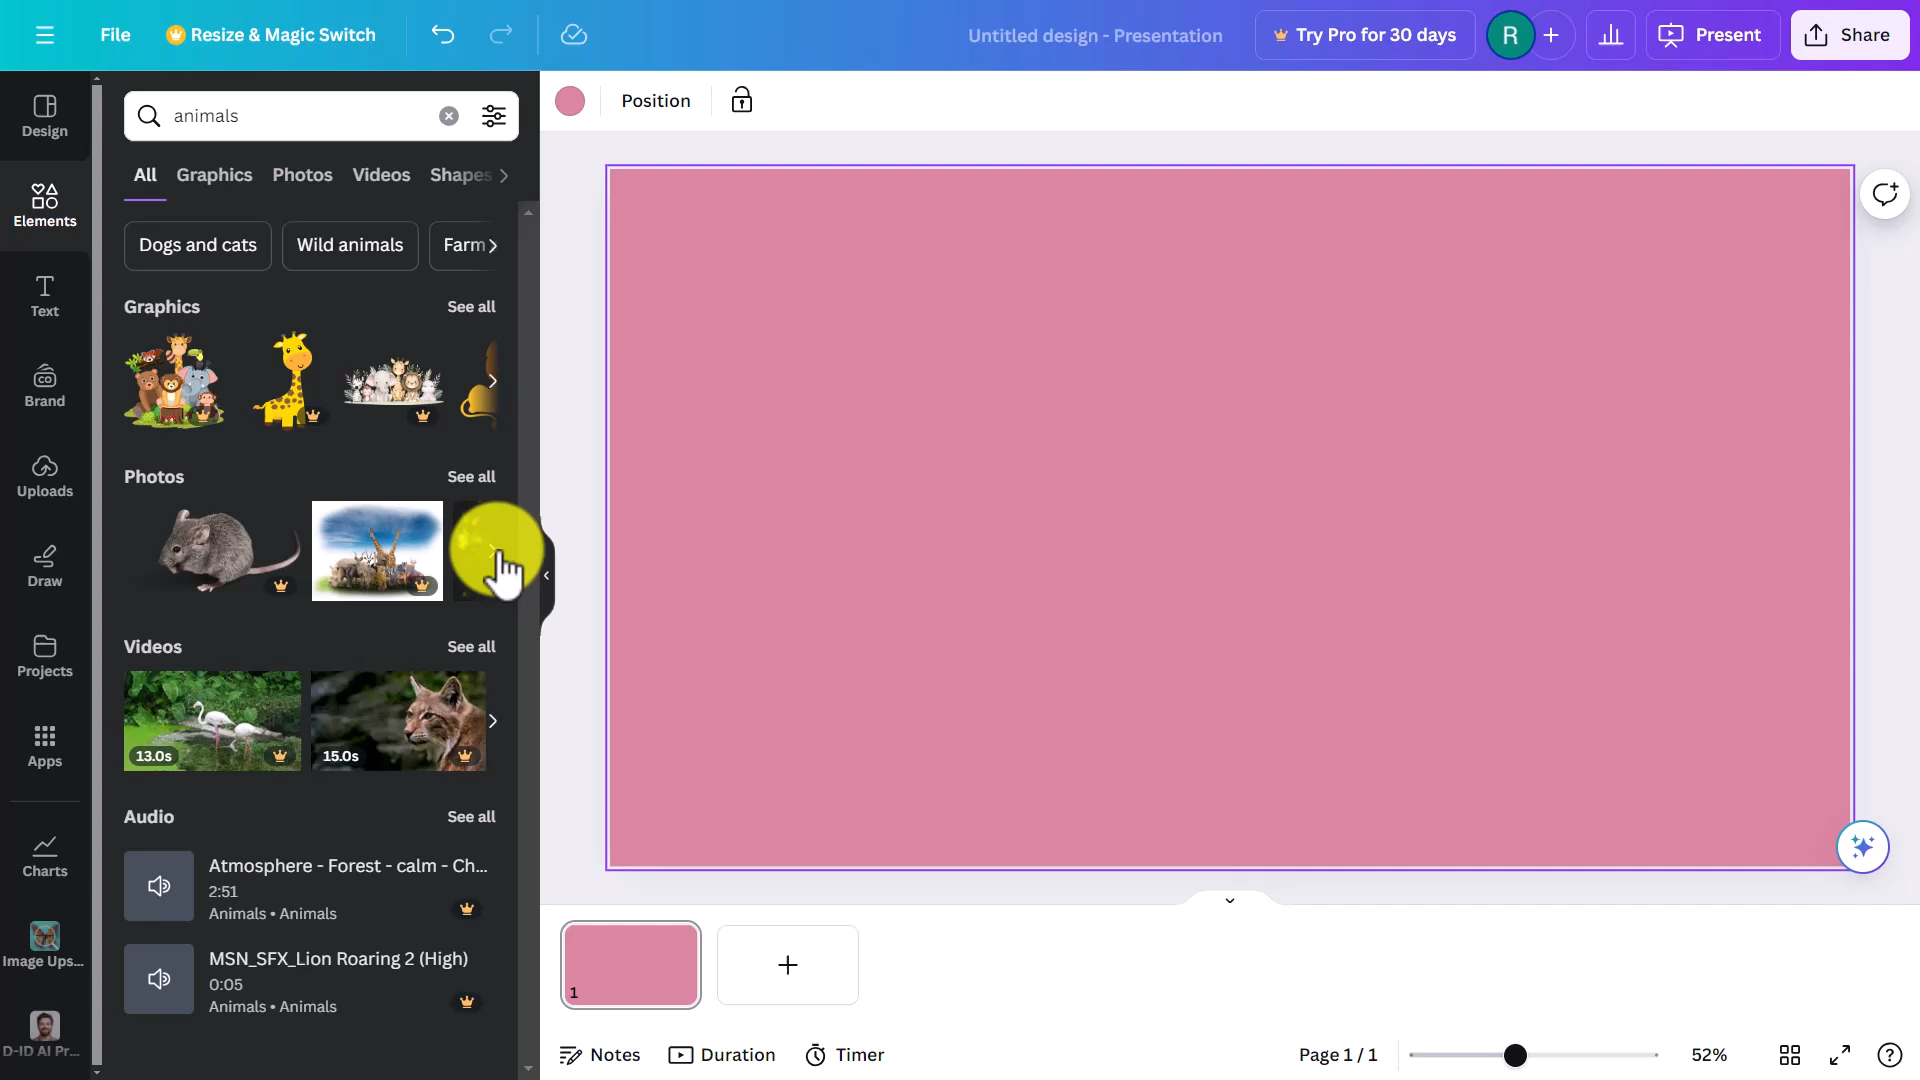 File
Resize & Magic Switch
Untitled design - Presentation
Try Pro for 30 days
R
Present
Share
Design
Elements
Text
Brand
Uploads
Draw
Projects
Apps
Charts
Image Ups...
D-ID AI Pr...
animals
All Graphics Photos Videos Shapes
Dogs and cats Wild animals Farm
Graphics See all
Photos See all
Videos See all
13.0s 15.0s
Audio See all
Atmosphere - Forest - calm - Ch...
2:51
Animals • Animals
MSN_SFX_Lion Roaring 2 (High)
0:05
Animals • Animals
Position
1
Notes Duration Timer
Page 1 / 1
52%